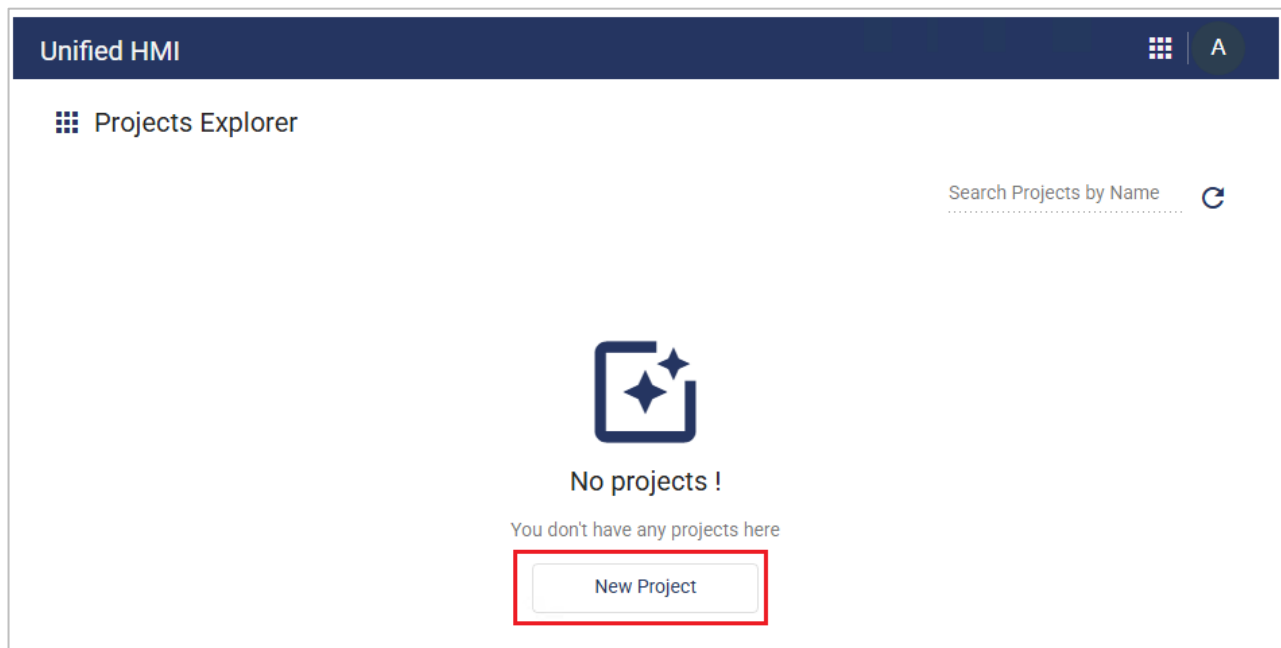 Unified HMI
A
Projects Explorer
Search Projects by Name
No projects !
You don't have any projects here
New Project